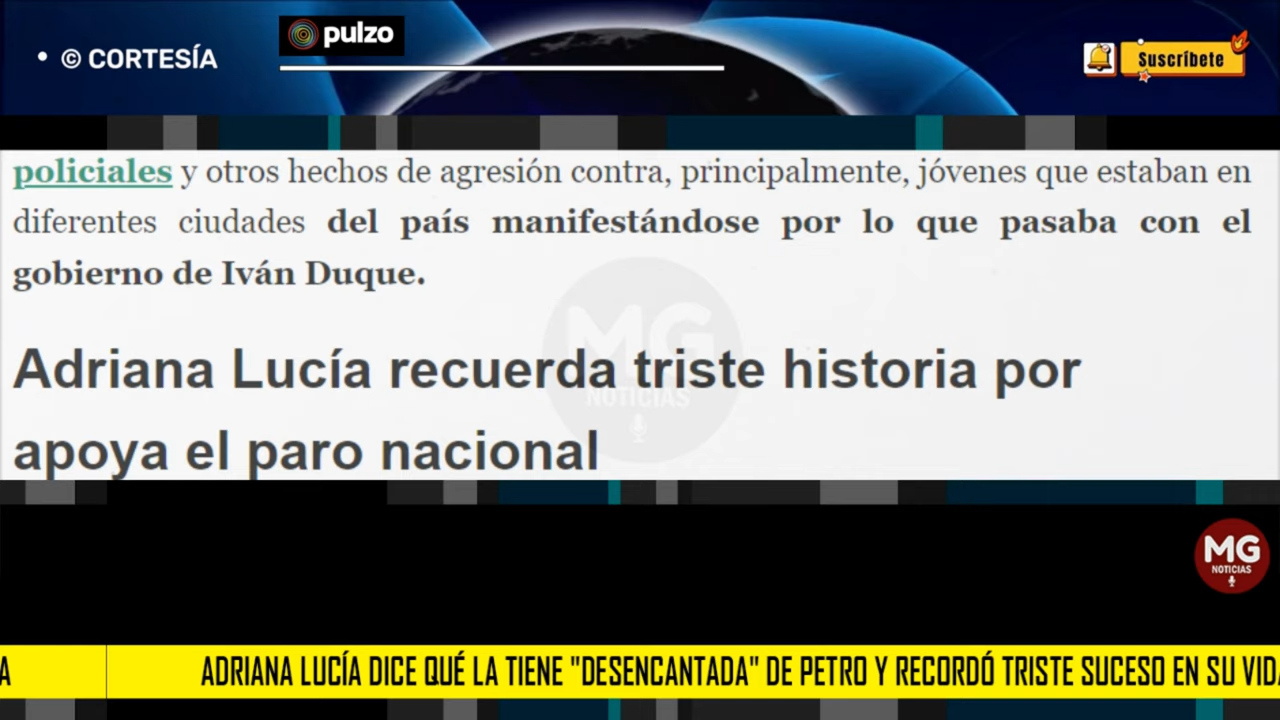 • © CORTESÍA
pulzo
Suscríbete
policiales y otros hechos de agresión contra, principalmente, jóvenes que estaban en
diferentes ciudades del país manifestándose por lo que pasaba con el
gobierno de Iván Duque.
MG
NOTICIAS
Adriana Lucía recuerda triste historia por
apoya el paro nacional
MG
NOTICIAS
A
ADRIANA LUCÍA DICE QUÉ LA TIENE "DESENCANTADA" DE PETRO Y RECORDÓ TRISTE SUCESO EN SU VIDA